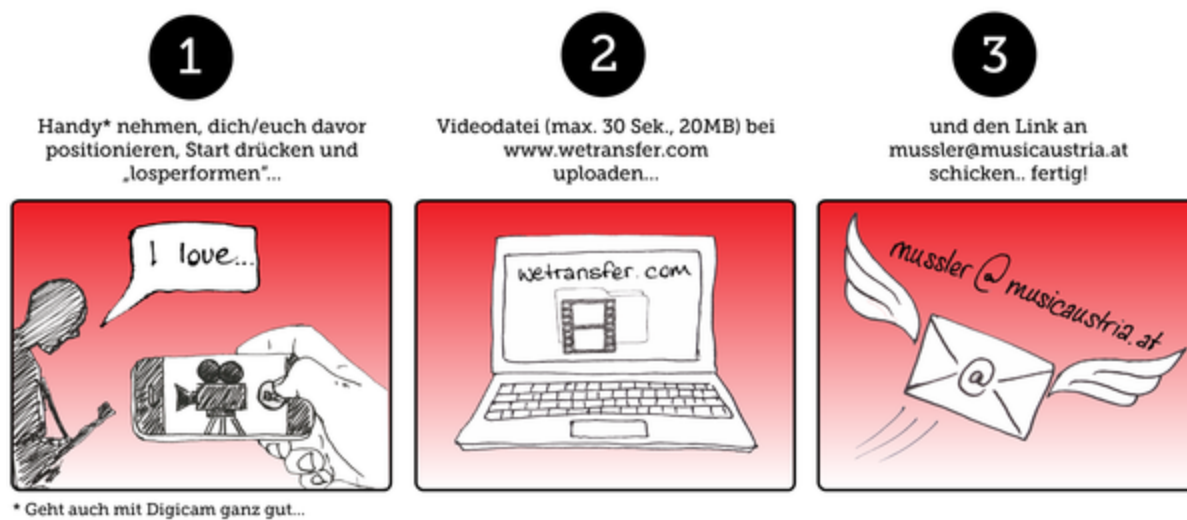 1
Handy* nehmen, dich/euch davor
positionieren, Start drücken und
„losperformen“...
I love...
* Geht auch mit Digicam ganz gut...
2
Videodatei (max. 30 Sek., 20MB) bei
www.wetransfer.com
uploaden...
wetransfer.com
3
und den Link an
mussler@musicaustria.at
schicken.. fertig!
mussler@musicaustria.at
@